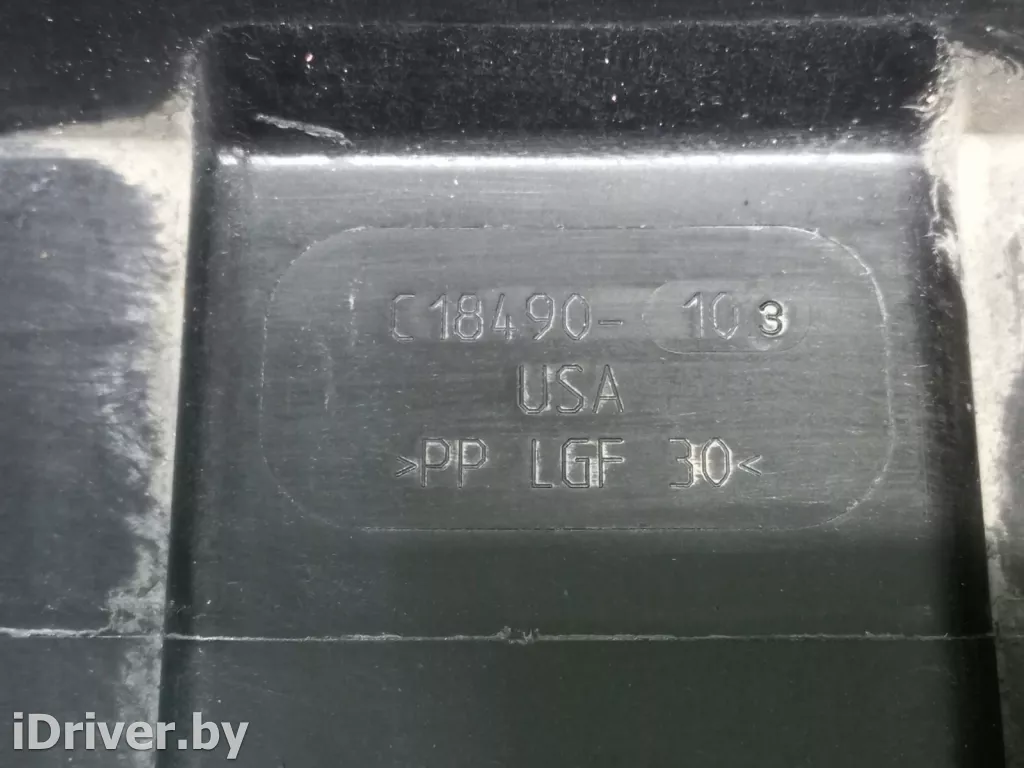 C18490-103
USA
>PP LGF 30<
iDriver.by